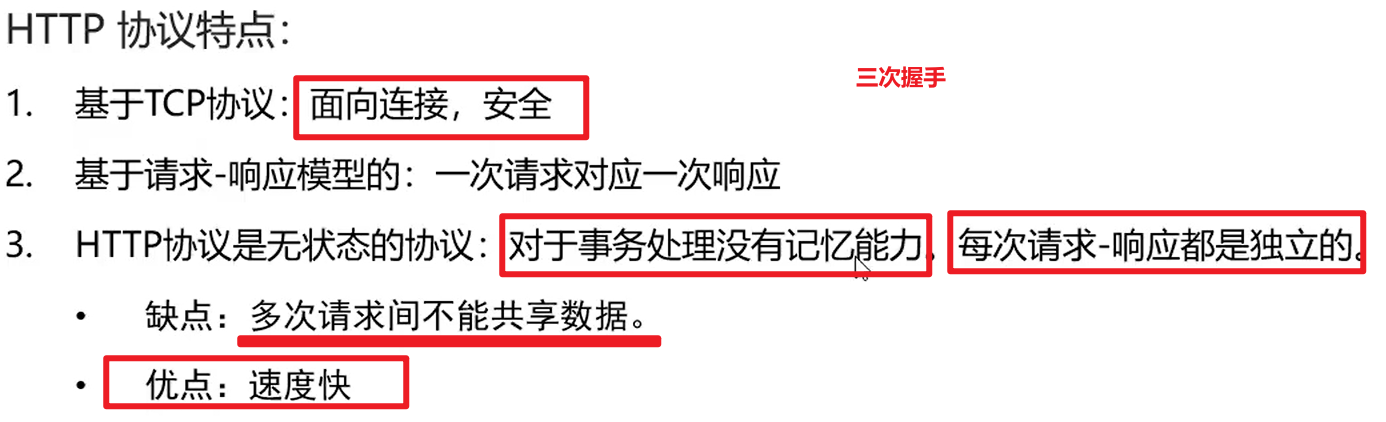 HTTP 协议特点：
三次握手
1. 基于TCP协议：面向连接，安全
2. 基于请求-响应模型的：一次请求对应一次响应
3. HTTP协议是无状态的协议：对于事务处理没有记忆能力。每次请求-响应都是独立的。
• 缺点：多次请求间不能共享数据。
• 优点：速度快